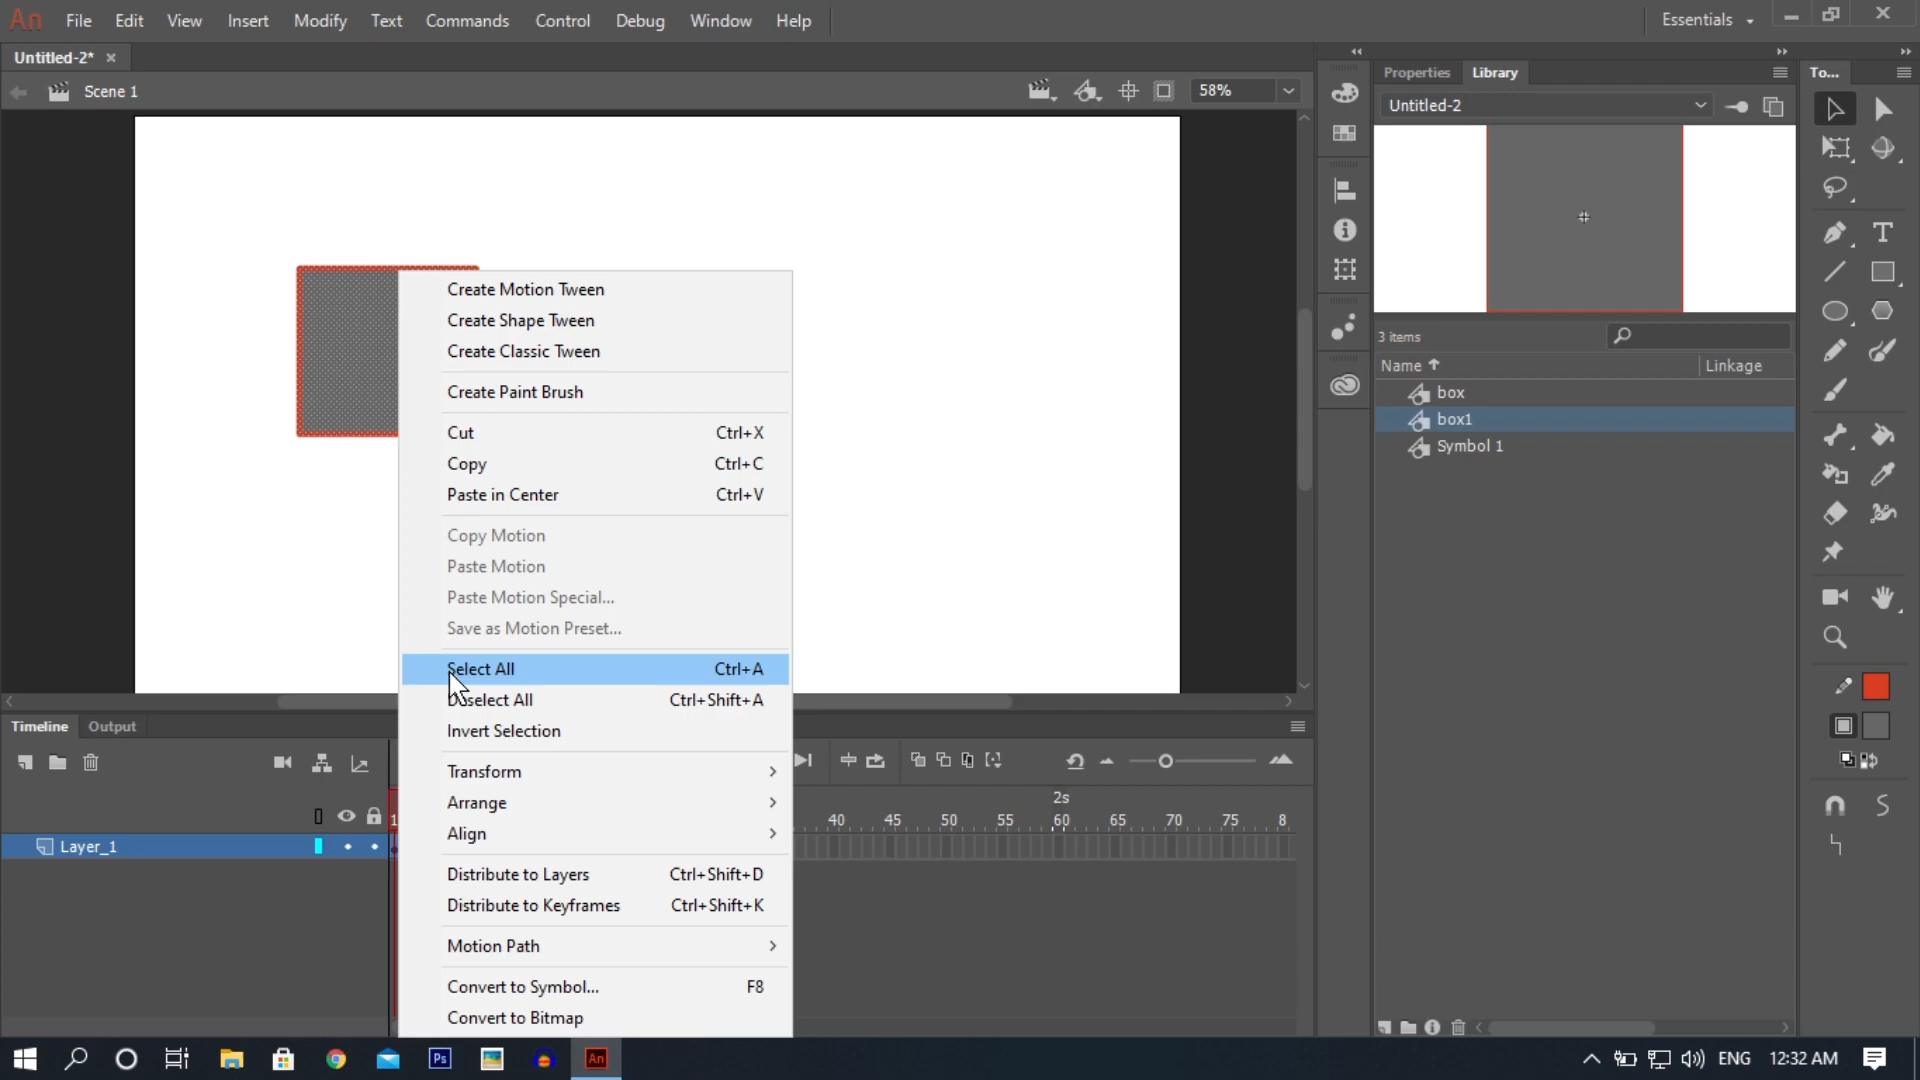 An File Edit View Insert Modify Text Commands Control Debug Window Help Essentials
Untitled-2*
Scene 1
58%
Properties Library To...
Untitled-2
3 items
Name Linkage
box
box1
Symbol 1
Create Motion Tween
Create Shape Tween
Create Classic Tween
Create Paint Brush
Cut Ctrl+X
Copy Ctrl+C
Paste in Center Ctrl+V
Copy Motion
Paste Motion
Paste Motion Special...
Save as Motion Preset...
Select All Ctrl+A
Deselect All Ctrl+Shift+A
Invert Selection
Transform
Arrange
Align
Distribute to Layers Ctrl+Shift+D
Distribute to Keyframes Ctrl+Shift+K
Motion Path
Convert to Symbol... F8
Convert to Bitmap
Timeline Output
2s
1 40 45 50 55 60 65 70 75 8
Layer_1
Ps An ENG 12:32 AM